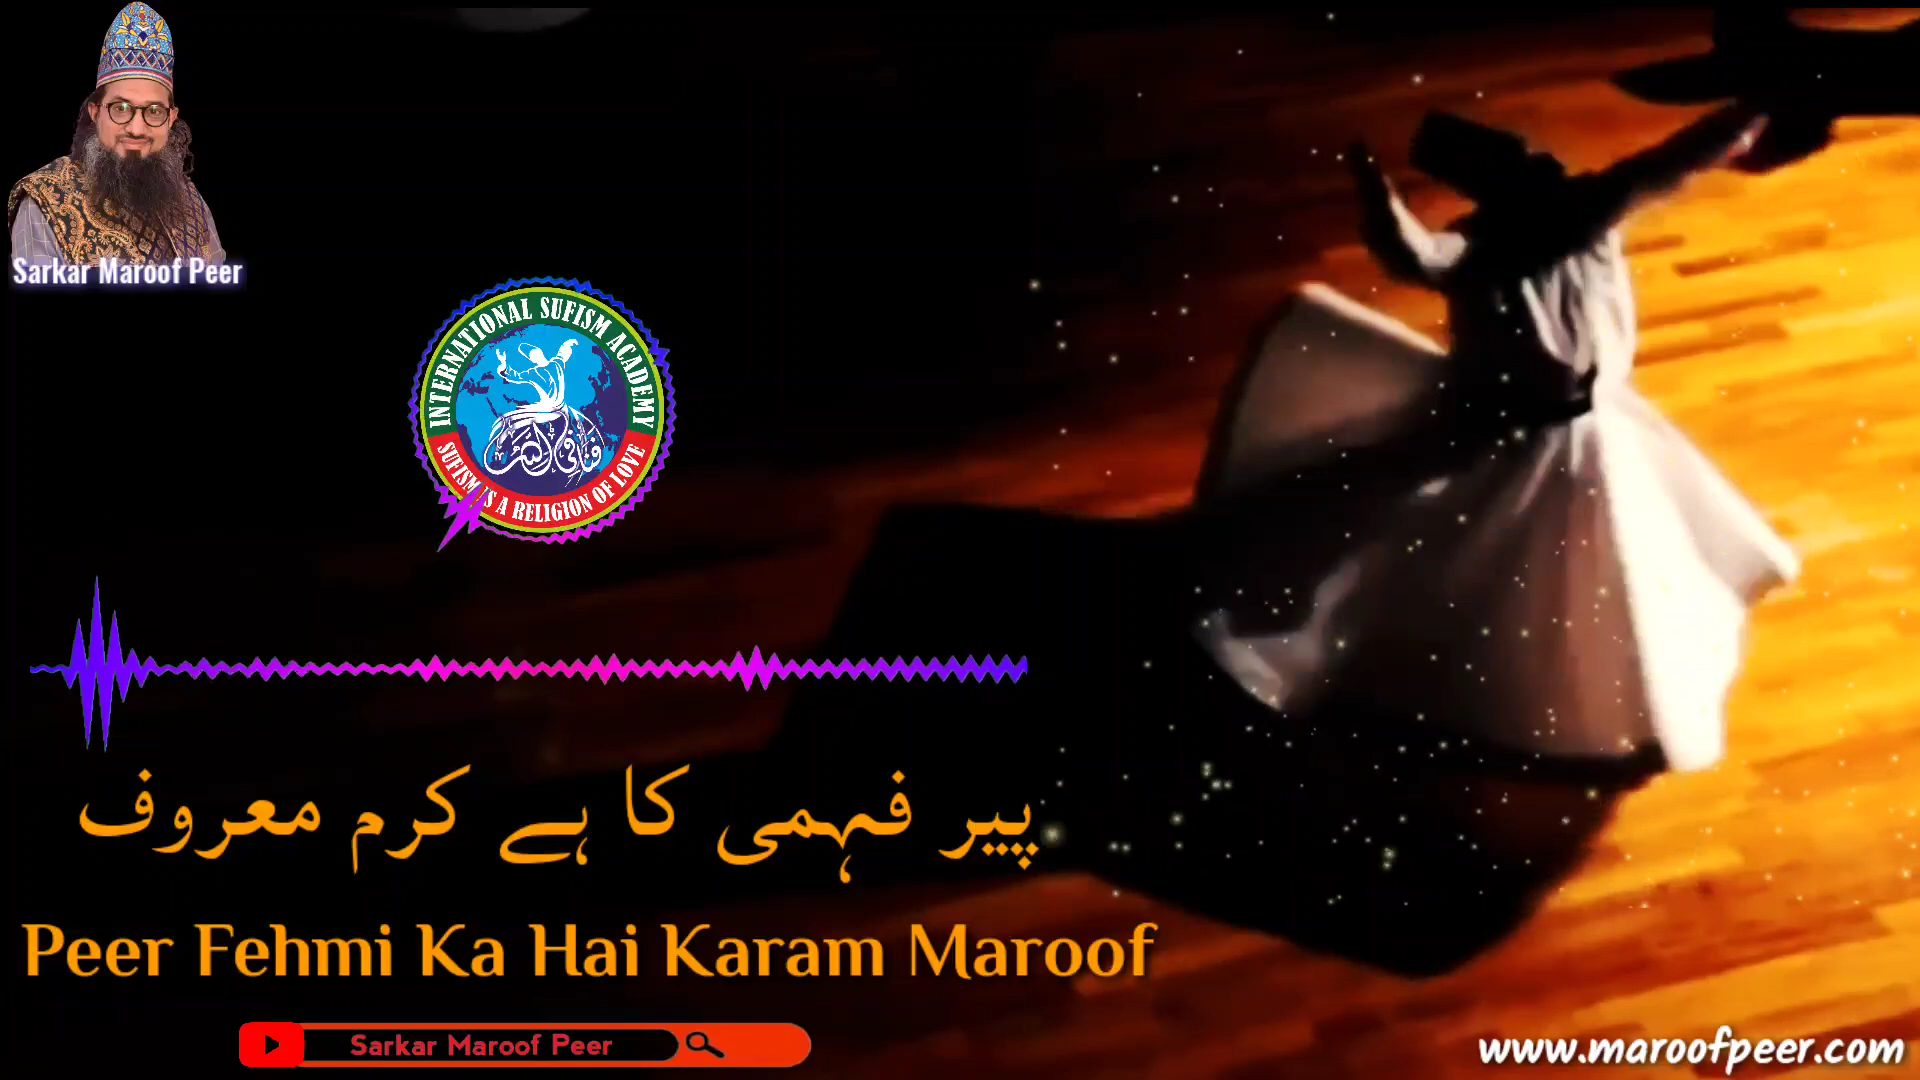 Sarkar Maroof Peer
INTERNATIONAL SUFISM ACADEMY
SUFISM IS A RELIGION OF LOVE
پیر فہمی کا ہے کرم معروف
Peer Fehmi Ka Hai Karam Maroof
Sarkar Maroof Peer
www.maroofpeer.com